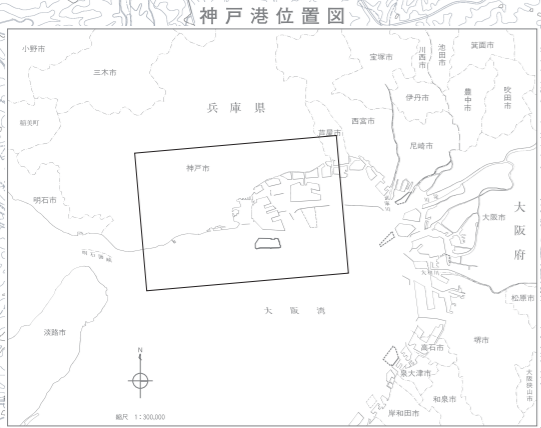 神戸港位置図
小野市
三木市
宝塚市
川西市
池田市
箕面市
伊丹市
豊中市
吹田市
兵庫県
稲美町
西宮市
芦屋市
尼崎市
神戸市
明石市
大阪市
大阪府
明石海峡
松原市
大阪湾
淡路市
堺市
高石市
泉大津市
大阪狭山市
和泉市
岸和田市
N
縮尺 1:300,000